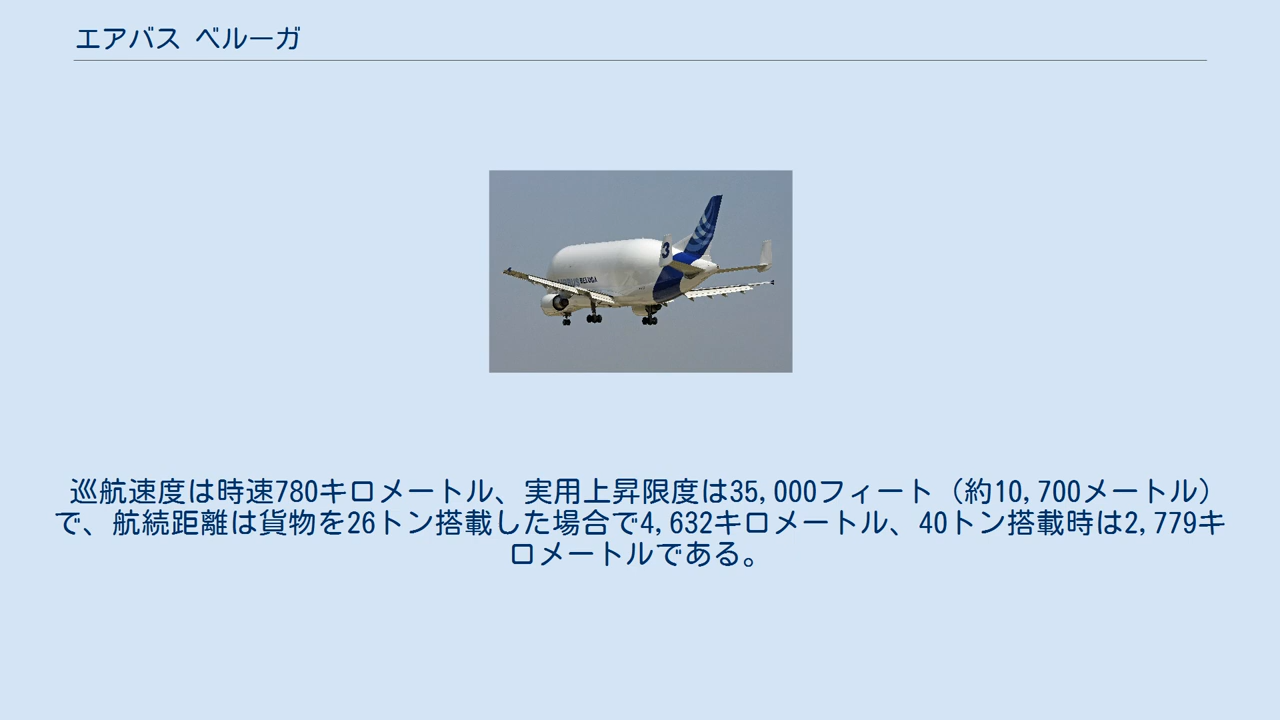 エアバス ベルーガ
3
BELUGA
巡航速度は時速780キロメートル、実用上昇限度は35,000フィート（約10,700メートル）
で、航続距離は貨物を26トン搭載した場合で4,632キロメートル、40トン搭載時は2,779キ
ロメートルである。